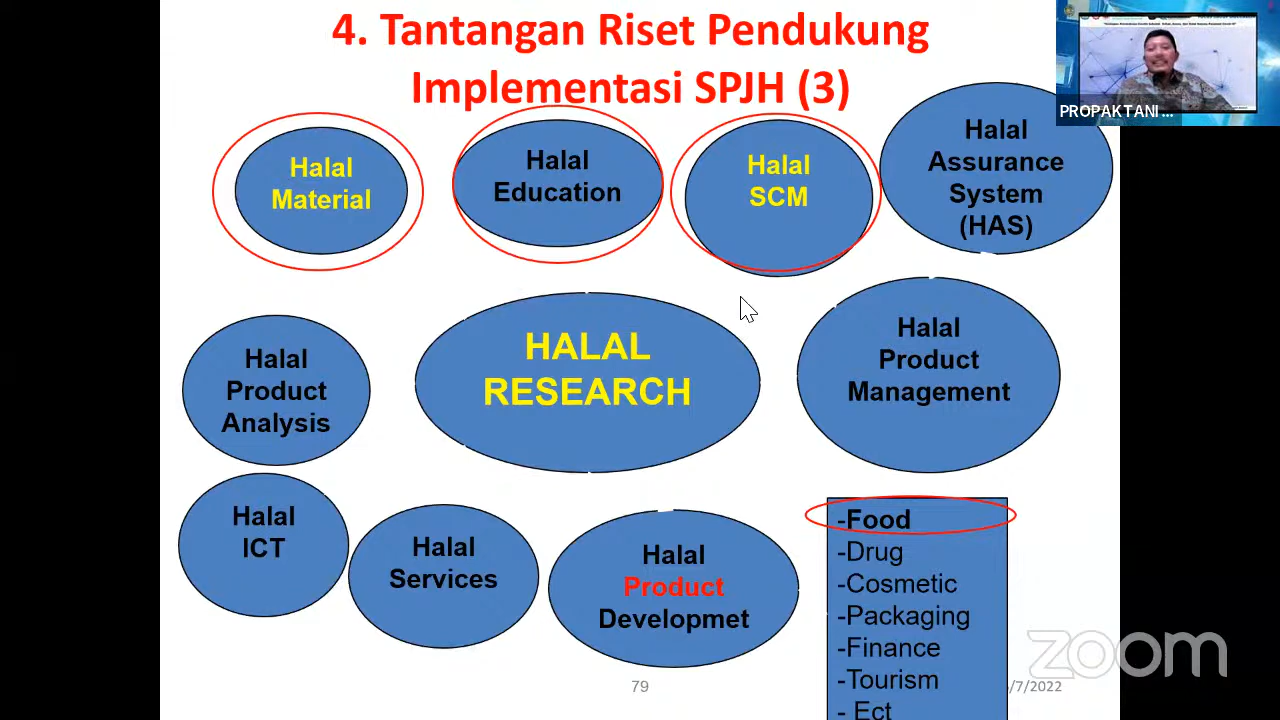 4. Tantangan Riset Pendukung
Implementasi SPJH (3)
PROPAKTANI ...
Halal
Material
Halal
Education
Halal
SCM
Halal
Assurance
System
(HAS)
Halal
Product
Analysis
HALAL
RESEARCH
Halal
Product
Management
Halal
ICT
Halal
Services
Halal
Product
Developmet
-Food
-Drug
-Cosmetic
-Packaging
-Finance
-Tourism
- Ect
79
/7/2022
zoom